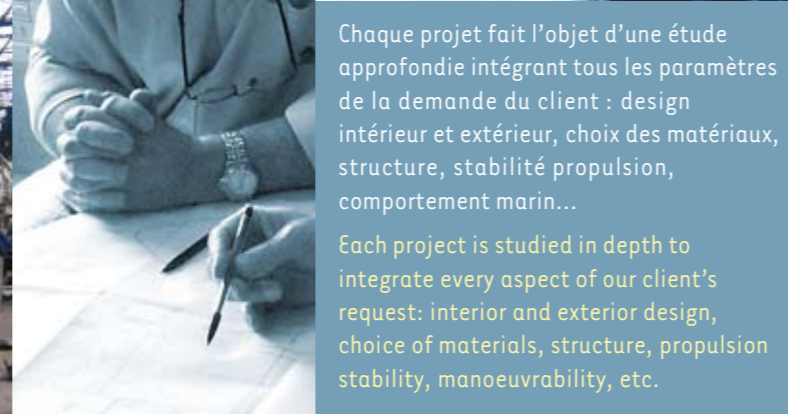 Chaque projet fait l’objet d’une étude
approfondie intégrant tous les paramètres
de la demande du client : design
intérieur et extérieur, choix des matériaux,
structure, stabilité propulsion,
comportement marin...
Each project is studied in depth to
integrate every aspect of our client’s
request: interior and exterior design,
choice of materials, structure, propulsion
stability, manoeuvrability, etc.